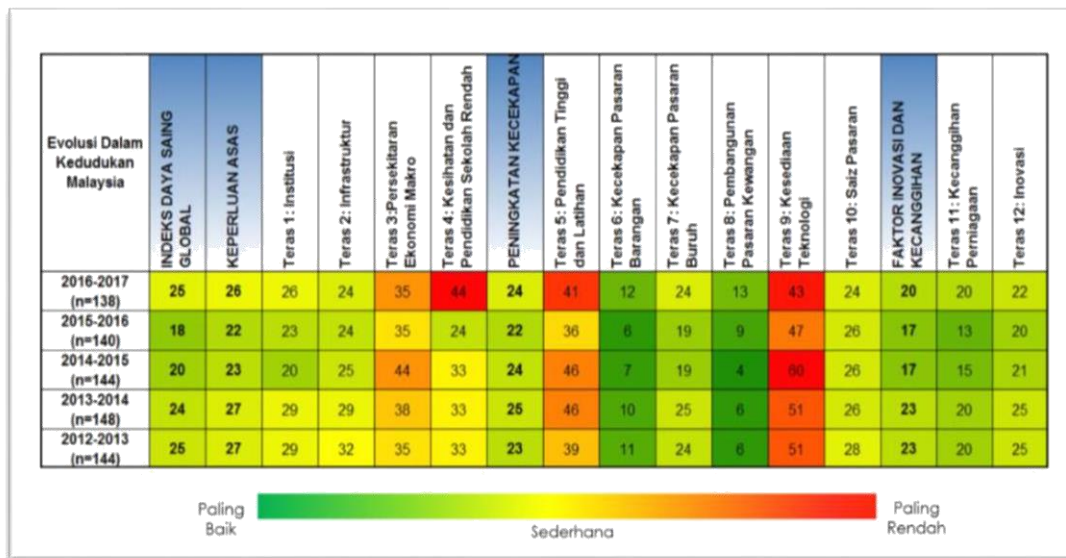 Evolusi Dalam
Kedudukan
Malaysia
INDEKS DAYA SAING
GLOBAL
KEPERLUAN ASAS
Teras 1: Institusi
Teras 2: Infrastruktur
Teras 3:Persekitaran
Ekonomi Makro
Teras 4: Kesihatan dan
Pendidikan Sekolah Rendah
PENINGKATAN KECEKAPAN
Teras 5: Pendidikan Tinggi
dan Latihan
Teras 6: Kecekapan Pasaran
Barangan
Teras 7: Kecekapan Pasaran
Buruh
Teras 8: Pembangunan
Pasaran Kewangan
Teras 9: Kesediaan
Teknologi
Teras 10: Saiz Pasaran
FAKTOR INOVASI DAN
KECANGGIHAN
Teras 11: Kecanggihan
Perniagaan
Teras 12: Inovasi
2016-2017
(n=138)
25 26 26 24 35 44 24 41 12 24 13 43 24 20 20 22
2015-2016
(n=140)
18 22 23 24 35 24 22 36 6 19 9 47 26 17 13 20
2014-2015
(n=144)
20 23 20 25 44 33 24 46 7 19 4 60 26 17 15 21
2013-2014
(n=148)
24 27 29 29 38 33 25 46 10 25 6 51 26 23 20 25
2012-2013
(n=144)
25 27 29 32 35 33 23 39 11 24 6 51 28 23 20 25
Paling
Baik
Sederhana
Paling
Rendah